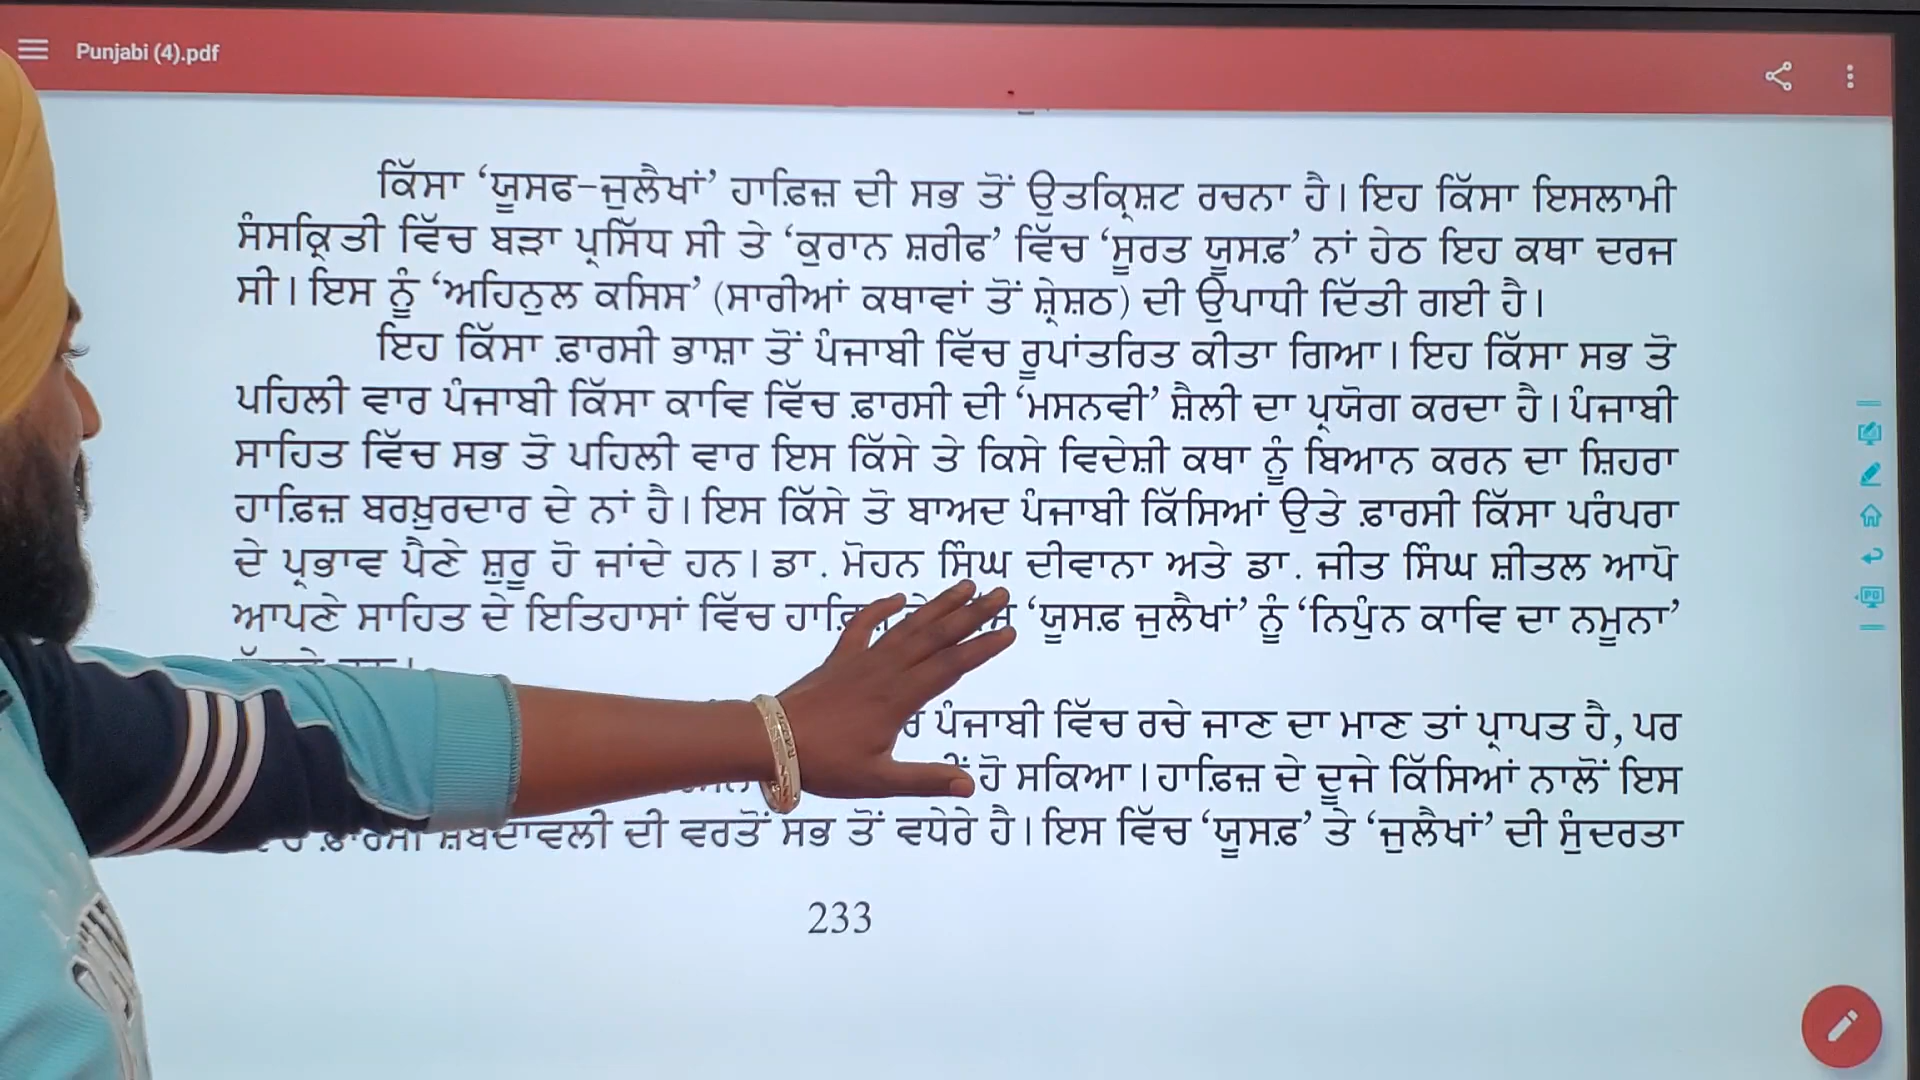 Punjabi (4).pdf
ਕਿੱਸਾ ‘ਯੂਸਫ-ਜੁਲੈਖਾਂ’ ਹਾਫ਼ਿਜ਼ ਦੀ ਸਭ ਤੋਂ ਉਤਕ੍ਰਿਸ਼ਟ ਰਚਨਾ ਹੈ। ਇਹ ਕਿੱਸਾ ਇਸਲਾਮੀ
ਸੰਸਕ੍ਰਿਤੀ ਵਿੱਚ ਬੜਾ ਪ੍ਰਸਿੱਧ ਸੀ ਤੇ ‘ਕੁਰਾਨ ਸ਼ਰੀਫ’ ਵਿੱਚ ‘ਸੂਰਤ ਯੂਸਫ਼’ ਨਾਂ ਹੇਠ ਇਹ ਕਥਾ ਦਰਜ
ਸੀ। ਇਸ ਨੂੰ ‘ਅਹਿਨੁਲ ਕਸਿਸ’ (ਸਾਰੀਆਂ ਕਥਾਵਾਂ ਤੋਂ ਸ਼੍ਰੇਸ਼ਠ) ਦੀ ਉਪਾਧੀ ਦਿੱਤੀ ਗਈ ਹੈ।
ਇਹ ਕਿੱਸਾ ਫ਼ਾਰਸੀ ਭਾਸ਼ਾ ਤੋਂ ਪੰਜਾਬੀ ਵਿੱਚ ਰੂਪਾਂਤਰਿਤ ਕੀਤਾ ਗਿਆ। ਇਹ ਕਿੱਸਾ ਸਭ ਤੋ
ਪਹਿਲੀ ਵਾਰ ਪੰਜਾਬੀ ਕਿੱਸਾ ਕਾਵਿ ਵਿੱਚ ਫ਼ਾਰਸੀ ਦੀ ‘ਮਸਨਵੀ’ ਸ਼ੈਲੀ ਦਾ ਪ੍ਰਯੋਗ ਕਰਦਾ ਹੈ। ਪੰਜਾਬੀ
ਸਾਹਿਤ ਵਿੱਚ ਸਭ ਤੋ ਪਹਿਲੀ ਵਾਰ ਇਸ ਕਿੱਸੇ ਤੇ ਕਿਸੇ ਵਿਦੇਸ਼ੀ ਕਥਾ ਨੂੰ ਬਿਆਨ ਕਰਨ ਦਾ ਸ਼ਿਹਰਾ
ਹਾਫ਼ਿਜ਼ ਬਰਖ਼ੁਰਦਾਰ ਦੇ ਨਾਂ ਹੈ। ਇਸ ਕਿੱਸੇ ਤੋ ਬਾਅਦ ਪੰਜਾਬੀ ਕਿੱਸਿਆਂ ਉਤੇ ਫ਼ਾਰਸੀ ਕਿੱਸਾ ਪਰੰਪਰਾ
ਦੇ ਪ੍ਰਭਾਵ ਪੈਣੇ ਸ਼ੁਰੂ ਹੋ ਜਾਂਦੇ ਹਨ। ਡਾ. ਮੋਹਨ ਸਿੰਘ ਦੀਵਾਨਾ ਅਤੇ ਡਾ. ਜੀਤ ਸਿੰਘ ਸ਼ੀਤਲ ਆਪੋ
ਆਪਣੇ ਸਾਹਿਤ ਦੇ ਇਤਿਹਾਸਾਂ ਵਿੱਚ ‘ਯੂਸਫ਼ ਜੁਲੈਖਾਂ’ ਨੂੰ ‘ਨਿਪੁੰਨ ਕਾਵਿ ਦਾ ਨਮੂਨਾ’
ਪੰਜਾਬੀ ਵਿੱਚ ਰਚੇ ਜਾਣ ਦਾ ਮਾਣ ਤਾਂ ਪ੍ਰਾਪਤ ਹੈ, ਪਰ
ਹੋ ਸਕਿਆ। ਹਾਫ਼ਿਜ਼ ਦੇ ਦੂਜੇ ਕਿੱਸਿਆਂ ਨਾਲੋਂ ਇਸ
ਫ਼ਾਰਸੀ ਸ਼ਬਦਾਵਲੀ ਦੀ ਵਰਤੋਂ ਸਭ ਤੋਂ ਵਧੇਰੇ ਹੈ। ਇਸ ਵਿੱਚ ‘ਯੂਸਫ਼’ ਤੇ ‘ਜੁਲੈਖਾਂ’ ਦੀ ਸੁੰਦਰਤਾ
233